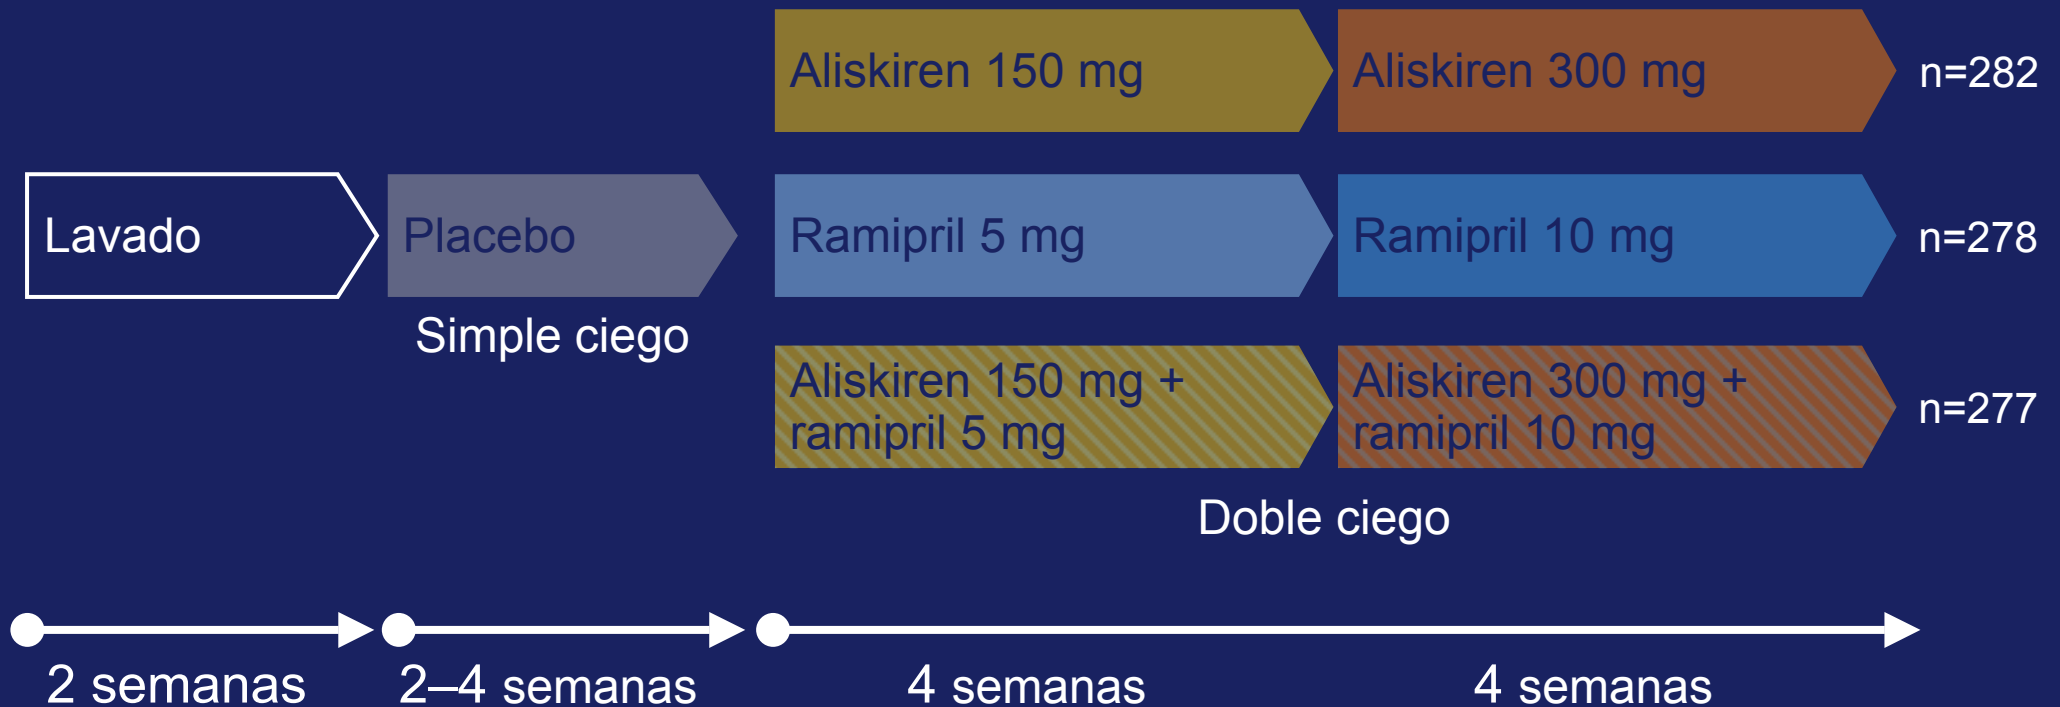 Aliskiren 150 mg
Aliskiren 300 mg
n=282
Lavado
Placebo
Ramipril 5 mg
Ramipril 10 mg
n=278
Simple ciego
Aliskiren 150 mg +
ramipril 5 mg
Aliskiren 300 mg +
ramipril 10 mg
n=277
Doble ciego
2 semanas
2–4 semanas
4 semanas
4 semanas